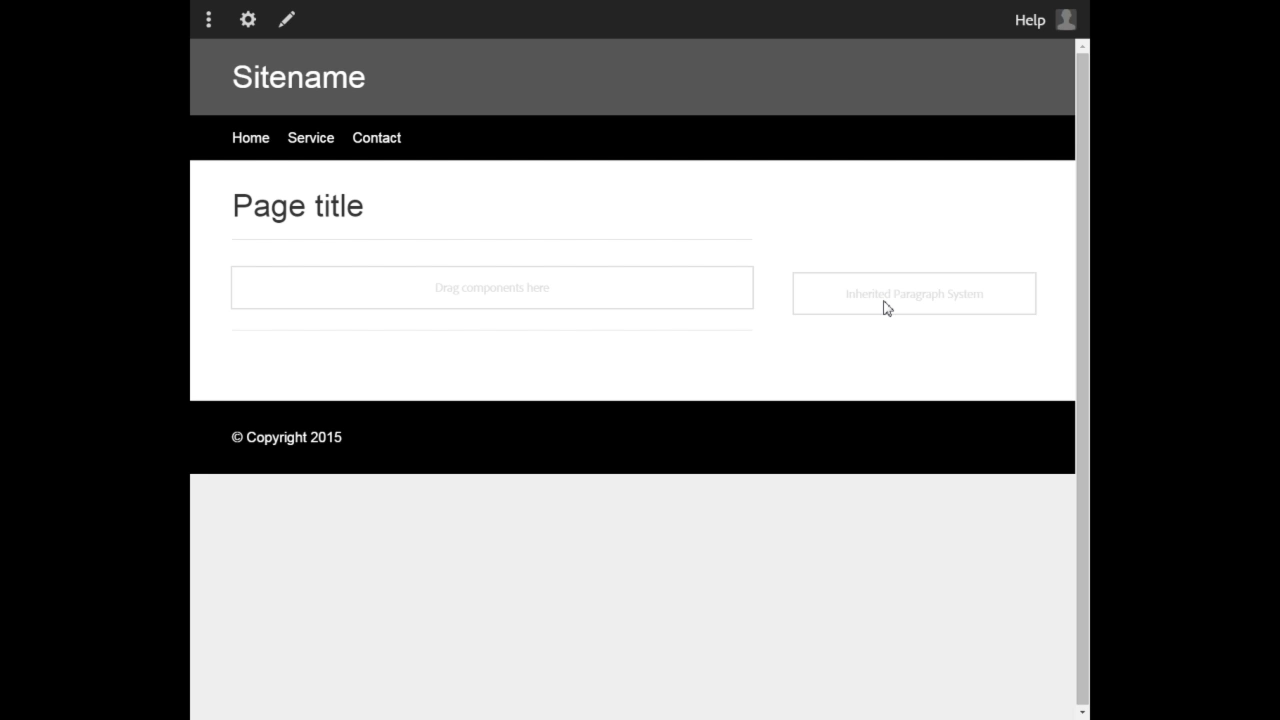 Help
Sitename
Home Service Contact
Page title
Drag components here
Inherited Paragraph System
© Copyright 2015